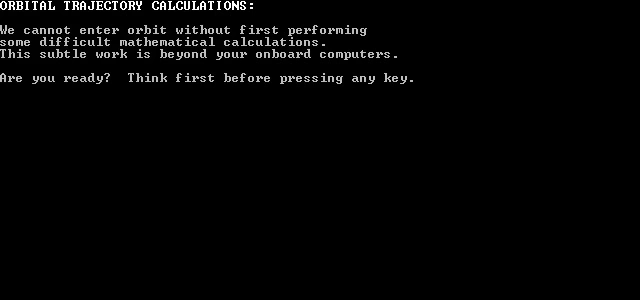 ORBITAL TRAJECTORY CALCULATIONS:
We cannot enter orbit without first performing
some difficult mathematical calculations.
This subtle work is beyond your onboard computers.
Are you ready?  Think first before pressing any key.